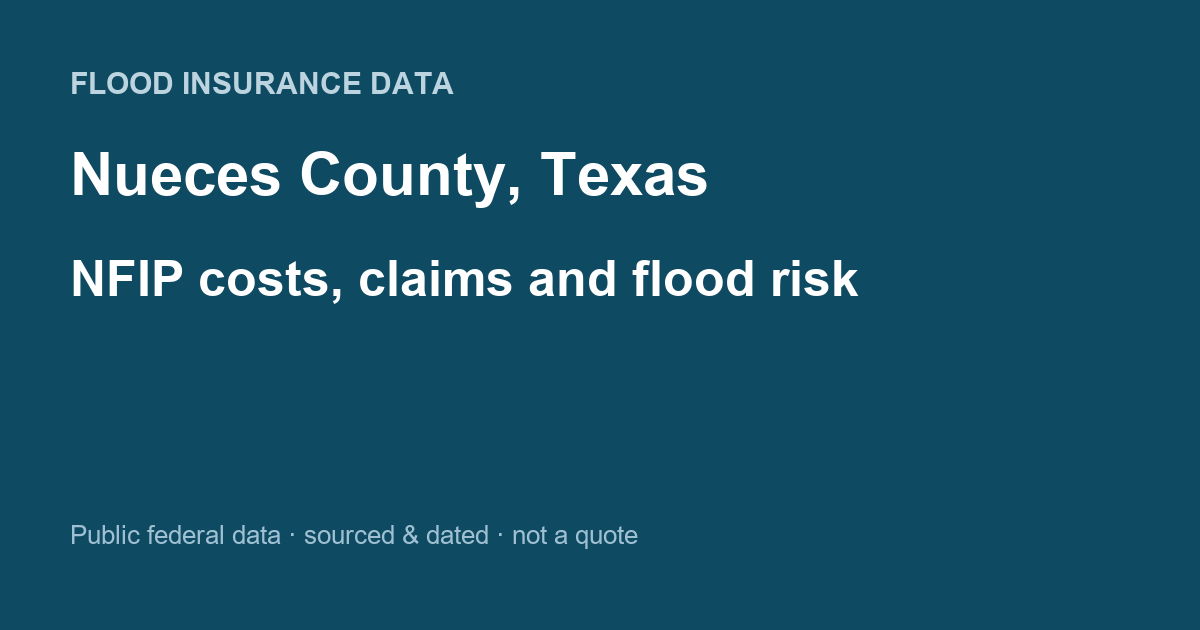 FLOOD INSURANCE DATA
Nueces County, Texas
NFIP costs, claims and flood risk
Public federal data · sourced & dated · not a quote